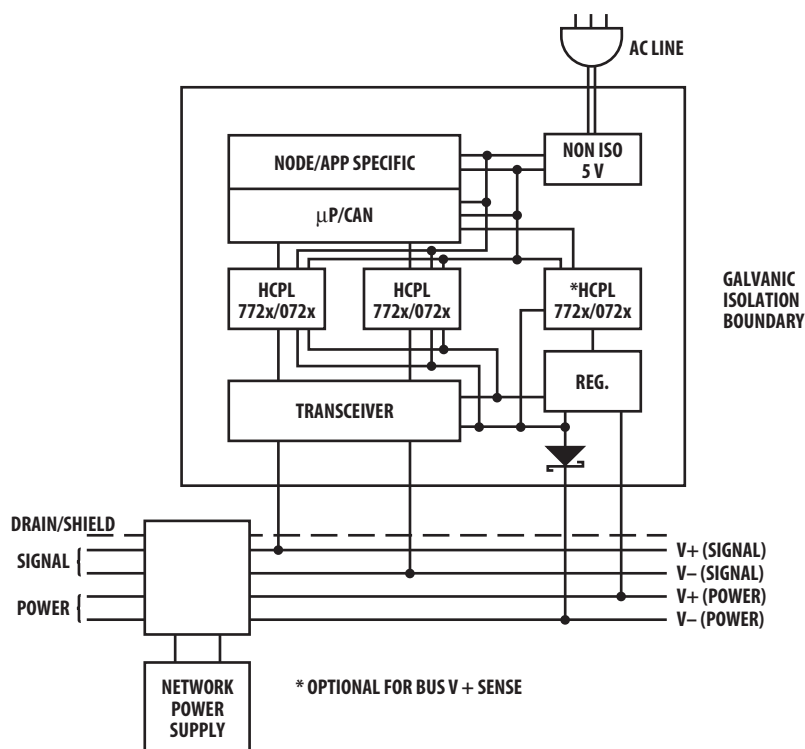 AC LINE
NON ISO
5 V
NODE/APP SPECIFIC
μP/CAN
HCPL
772x/072x
HCPL
772x/072x
*HCPL
772x/072x
GALVANIC
ISOLATION
BOUNDARY
REG.
TRANSCEIVER
DRAIN/SHIELD
SIGNAL
POWER
V+ (SIGNAL)
V– (SIGNAL)
V+ (POWER)
V– (POWER)
NETWORK
POWER
SUPPLY
* OPTIONAL FOR BUS V + SENSE